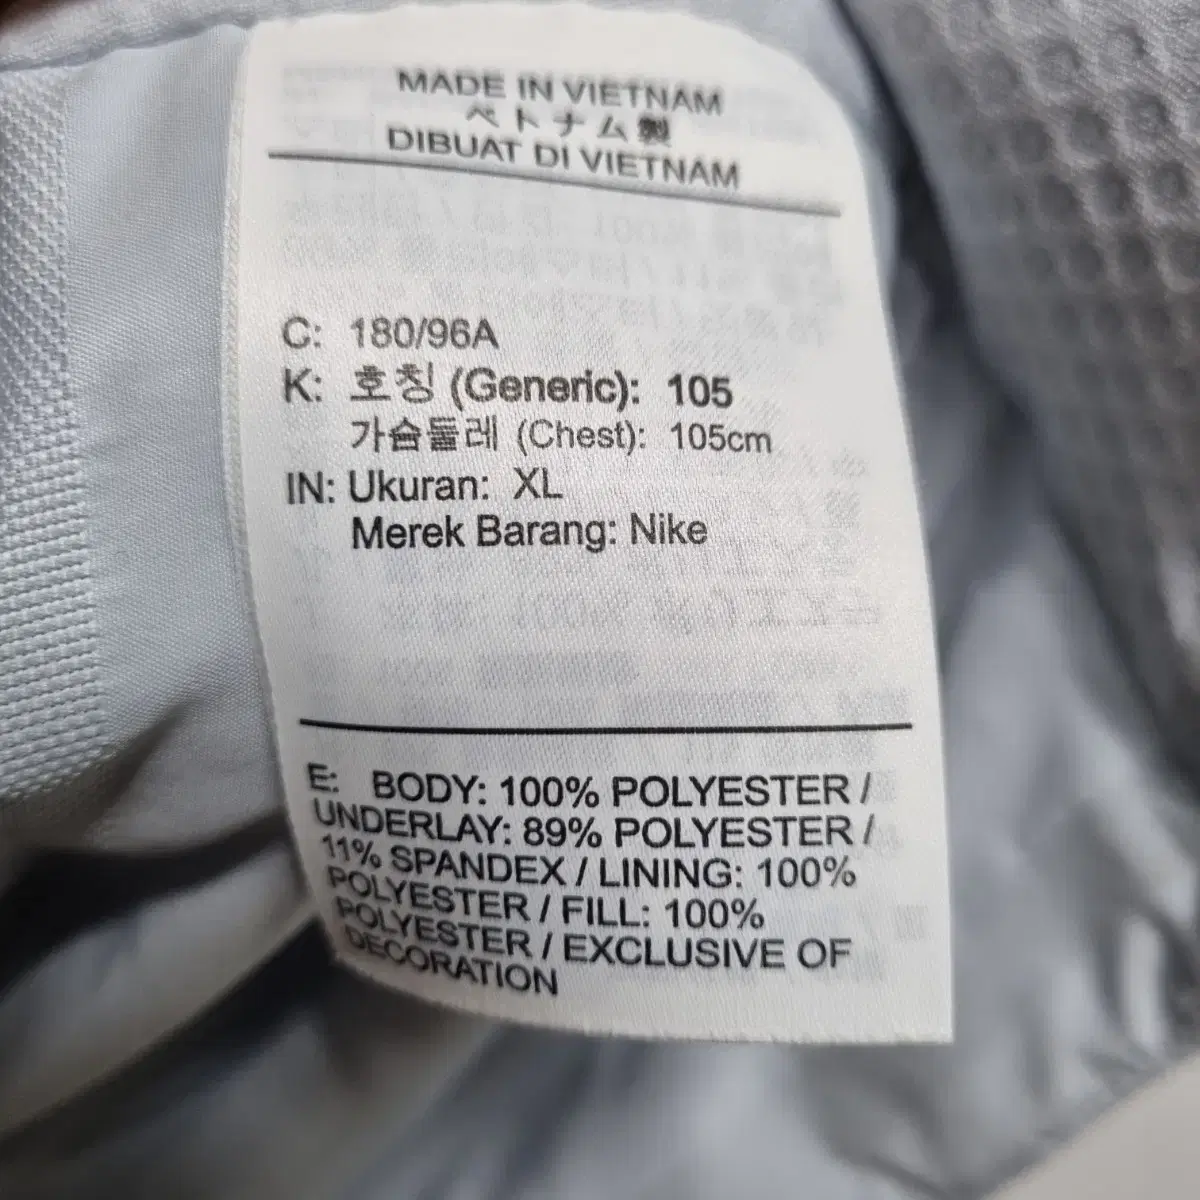 MADE IN VIETNAM
ベトナム製
DIBUAT DI VIETNAM
C: 180/96A
K: 호칭 (Generic): 105
가슴둘레 (Chest): 105cm
IN: Ukuran: XL
Merek Barang: Nike
E: BODY: 100% POLYESTER /
UNDERLAY: 89% POLYESTER /
11% SPANDEX / LINING: 100%
POLYESTER / FILL: 100%
POLYESTER / EXCLUSIVE OF
DECORATION